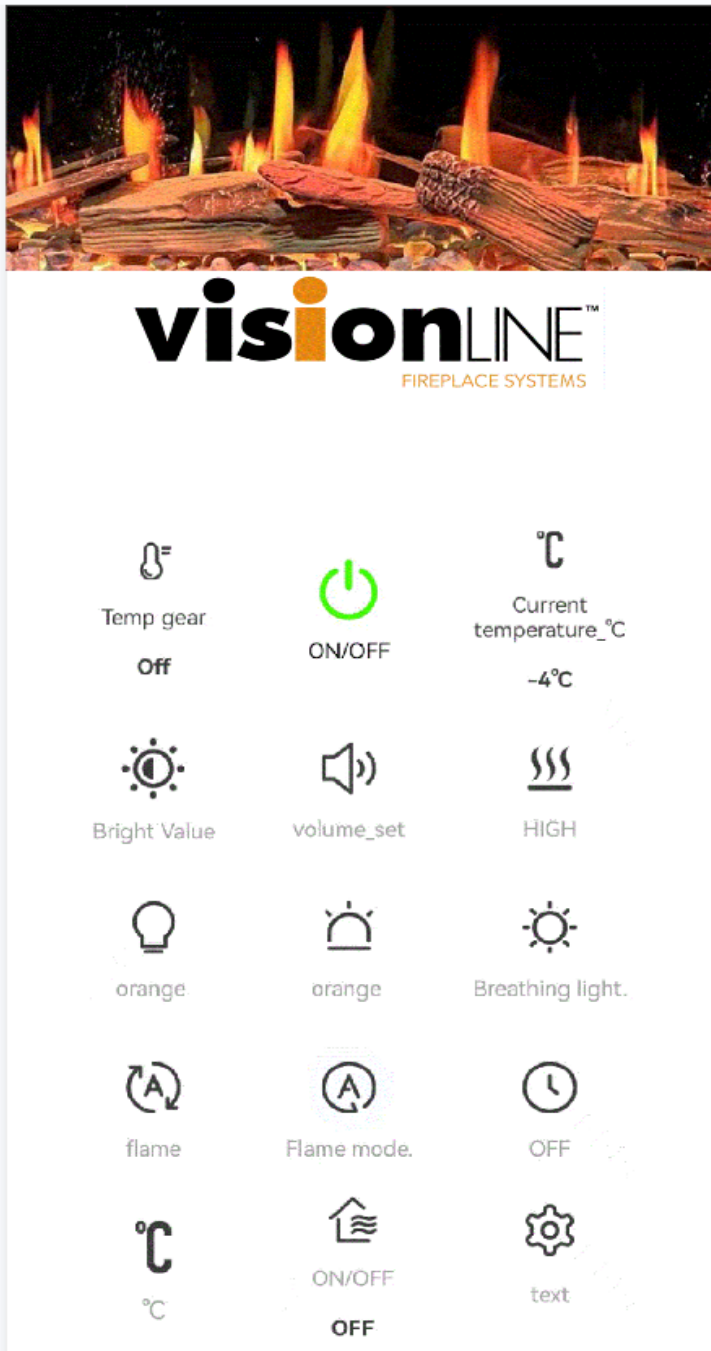 visionLINE™
FIREPLACE SYSTEMS
°C
Temp gear
Off
ON/OFF
Current
temperature_°C
-4°C
Bright Value
volume_set
HIGH
orange
orange
Breathing light.
A
A
flame
Flame mode.
OFF
°C
°C
ON/OFF
OFF
text